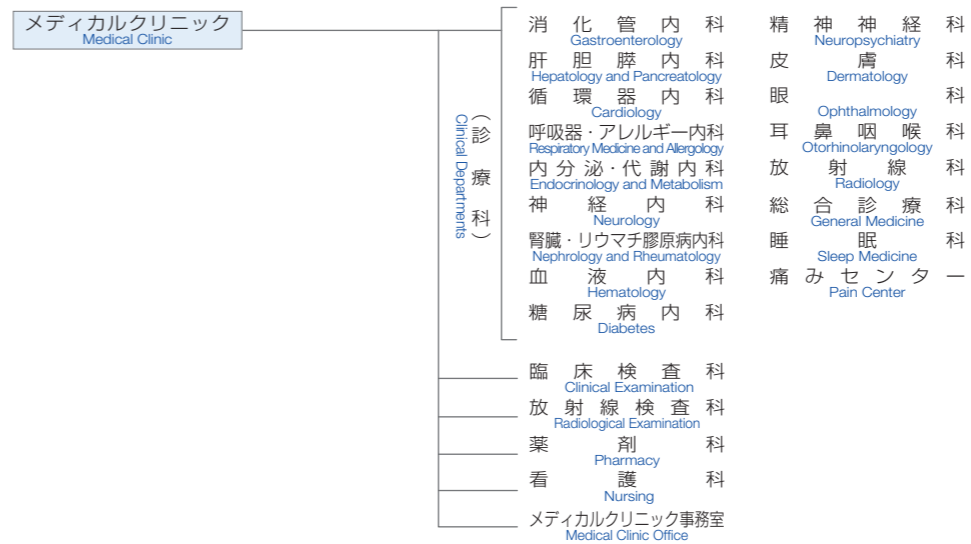 メディカルクリニック
Medical Clinic
（診療科）
Clinical Departments
消化管内科
Gastroenterology
肝胆膵内科
Hepatology and Pancreatology
循環器内科
Cardiology
呼吸器・アレルギー内科
Respiratory Medicine and Allergology
内分泌・代謝内科
Endocrinology and Metabolism
神経内科
Neurology
腎臓・リウマチ膠原病内科
Nephrology and Rheumatology
血液内科
Hematology
糖尿病内科
Diabetes
精神神経科
Neuropsychiatry
皮膚科
Dermatology
眼科
Ophthalmology
耳鼻咽喉科
Otorhinolaryngology
放射線科
Radiology
総合診療科
General Medicine
睡眠科
Sleep Medicine
痛みセンター
Pain Center
臨床検査科
Clinical Examination
放射線検査科
Radiological Examination
薬剤科
Pharmacy
看護科
Nursing
メディカルクリニック事務室
Medical Clinic Office